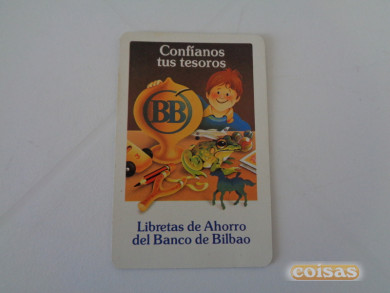 Confíanos
tus tesoros
BB
Libretas de Ahorro
del Banco de Bilbao
coisas